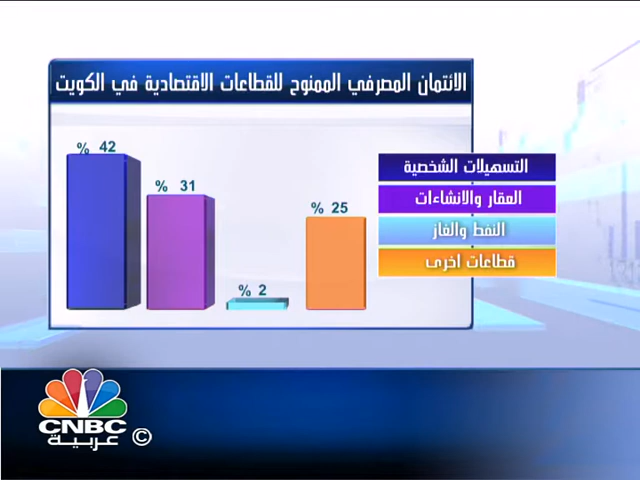 الائتمان المصرفي الممنوح للقطاعات الاقتصادية في الكويت
% 42
% 31
% 2
% 25
التسهيلات الشخصية
العقار والانشاءات
النفط والغاز
قطاعات اخرى
CNBC
عربية ©